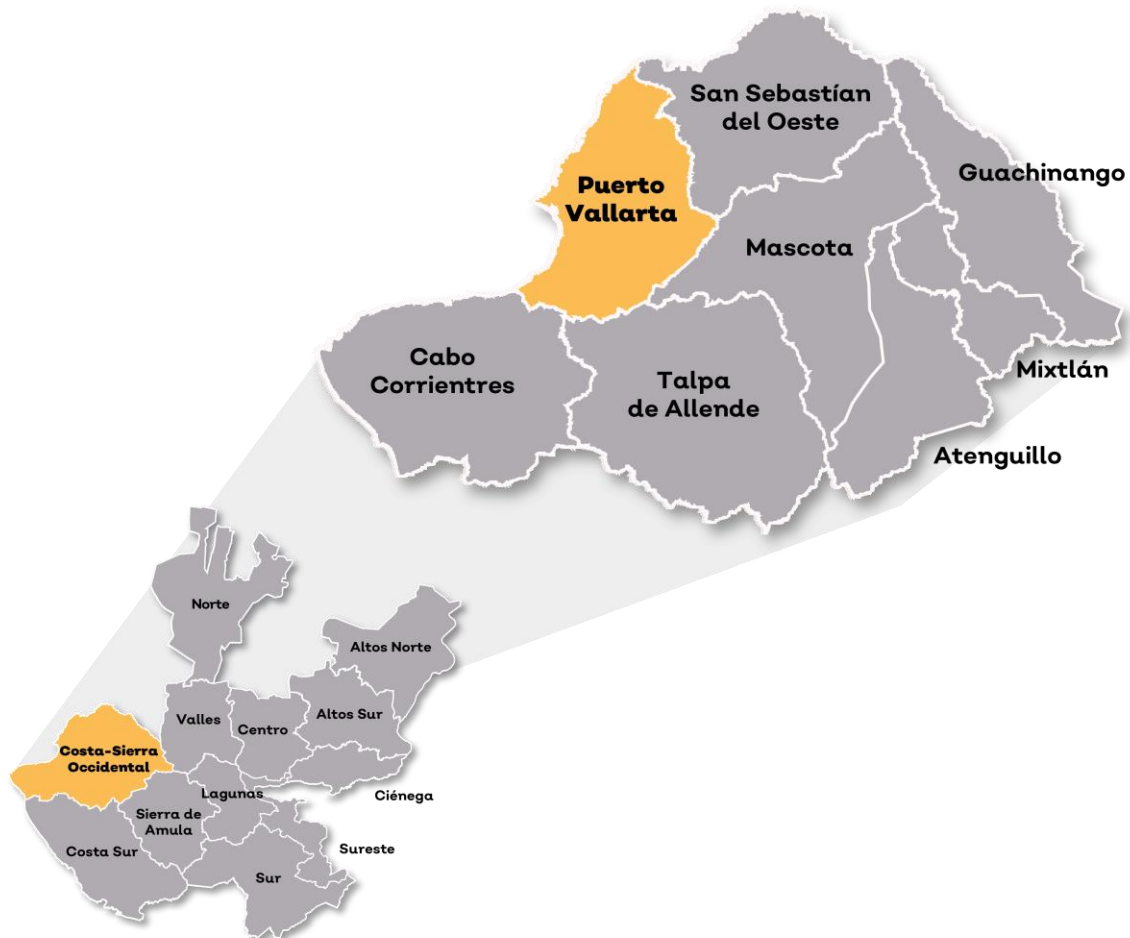 San Sebastían
del Oeste
Guachinango
Puerto
Vallarta
Mascota
Cabo
Corrientres
Talpa
de Allende
Mixtlán
Atenguillo
Norte
Altos Norte
Valles
Centro
Altos Sur
Costa-Sierra
Occidental
Lagunas
Ciénega
Sierra de
Amula
Costa Sur
Sureste
Sur